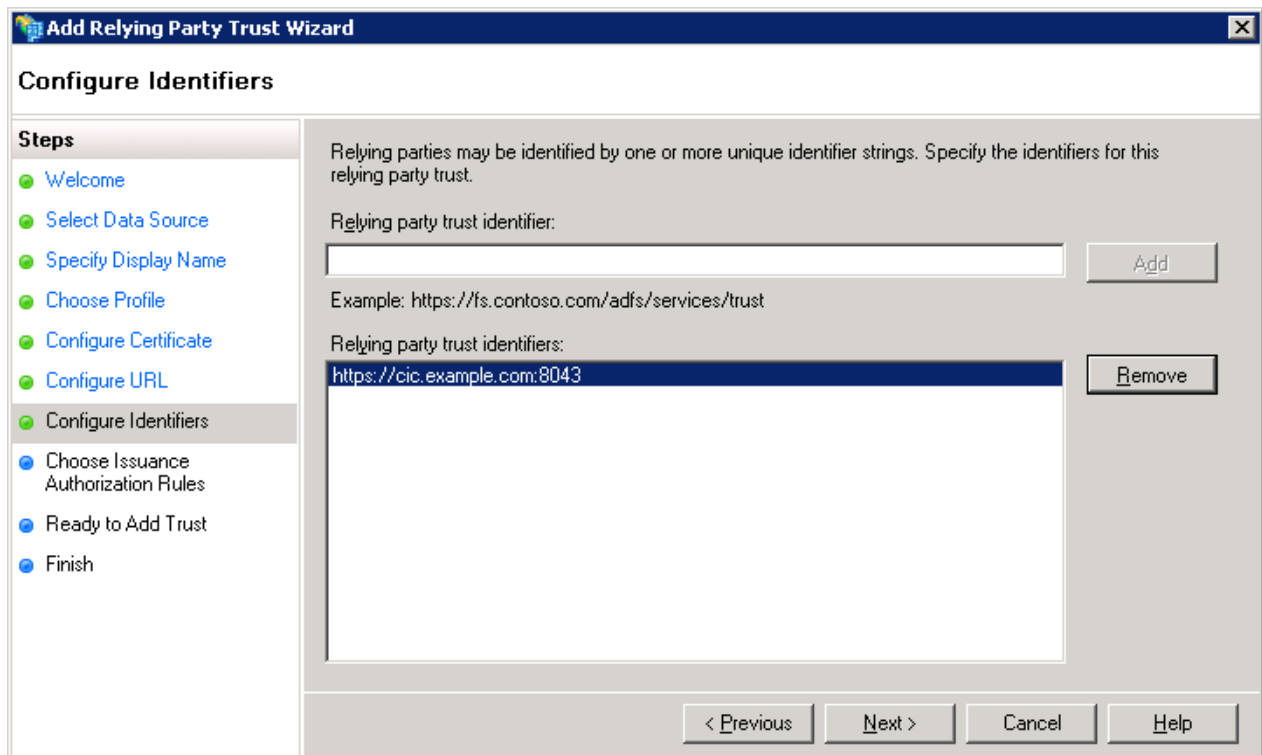 Add Relying Party Trust Wizard
Configure Identifiers
Steps
Welcome
Select Data Source
Specify Display Name
Choose Profile
Configure Certificate
Configure URL
Configure Identifiers
Choose Issuance
Authorization Rules
Ready to Add Trust
Finish
Relying parties may be identified by one or more unique identifier strings. Specify the identifiers for this
relying party trust.
Relying party trust identifier:
Add
Example: https://fs.contoso.com/adfs/services/trust
Relying party trust identifiers:
https://cic.example.com:8043
Remove
< Previous
Next >
Cancel
Help